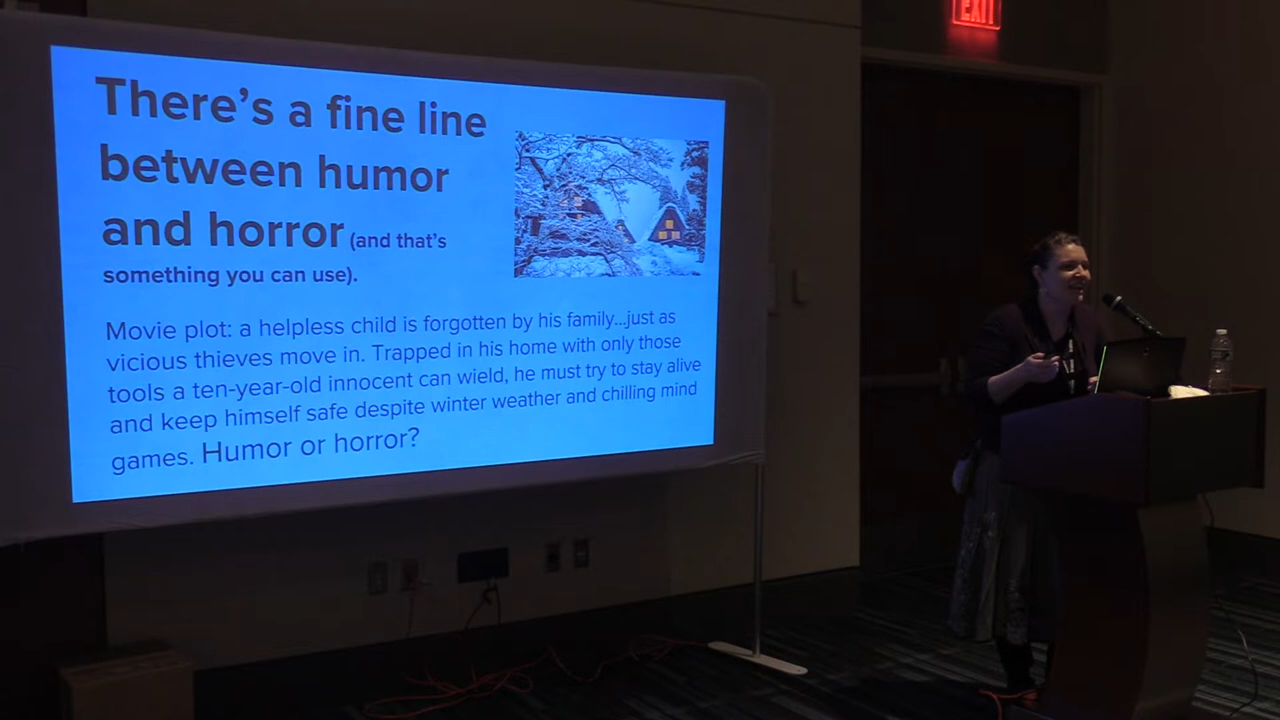 EXIT
There’s a fine line
between humor
and horror (and that’s
something you can use).
Movie plot: a helpless child is forgotten by his family...just as
vicious thieves move in. Trapped in his home with only those
tools a ten-year-old innocent can wield, he must try to stay alive
and keep himself safe despite winter weather and chilling mind
games. Humor or horror?